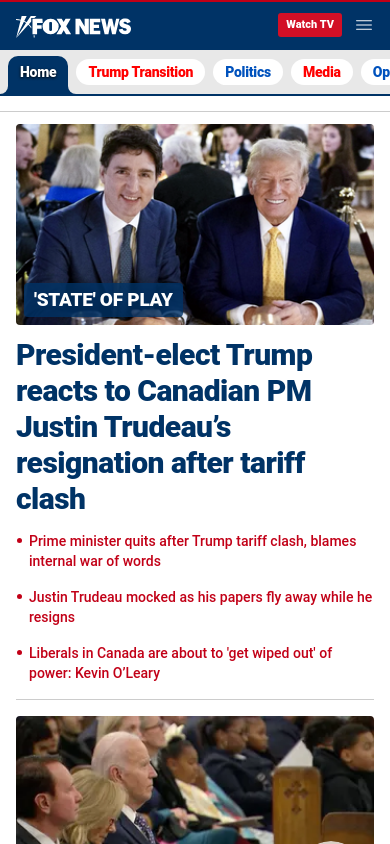 FOX NEWS
Watch TV
Home
Trump Transition
Politics
Media
Op
'STATE' OF PLAY
President-elect Trump
reacts to Canadian PM
Justin Trudeau’s
resignation after tariff
clash
• Prime minister quits after Trump tariff clash, blames
internal war of words
• Justin Trudeau mocked as his papers fly away while he
resigns
• Liberals in Canada are about to 'get wiped out' of
power: Kevin O’Leary